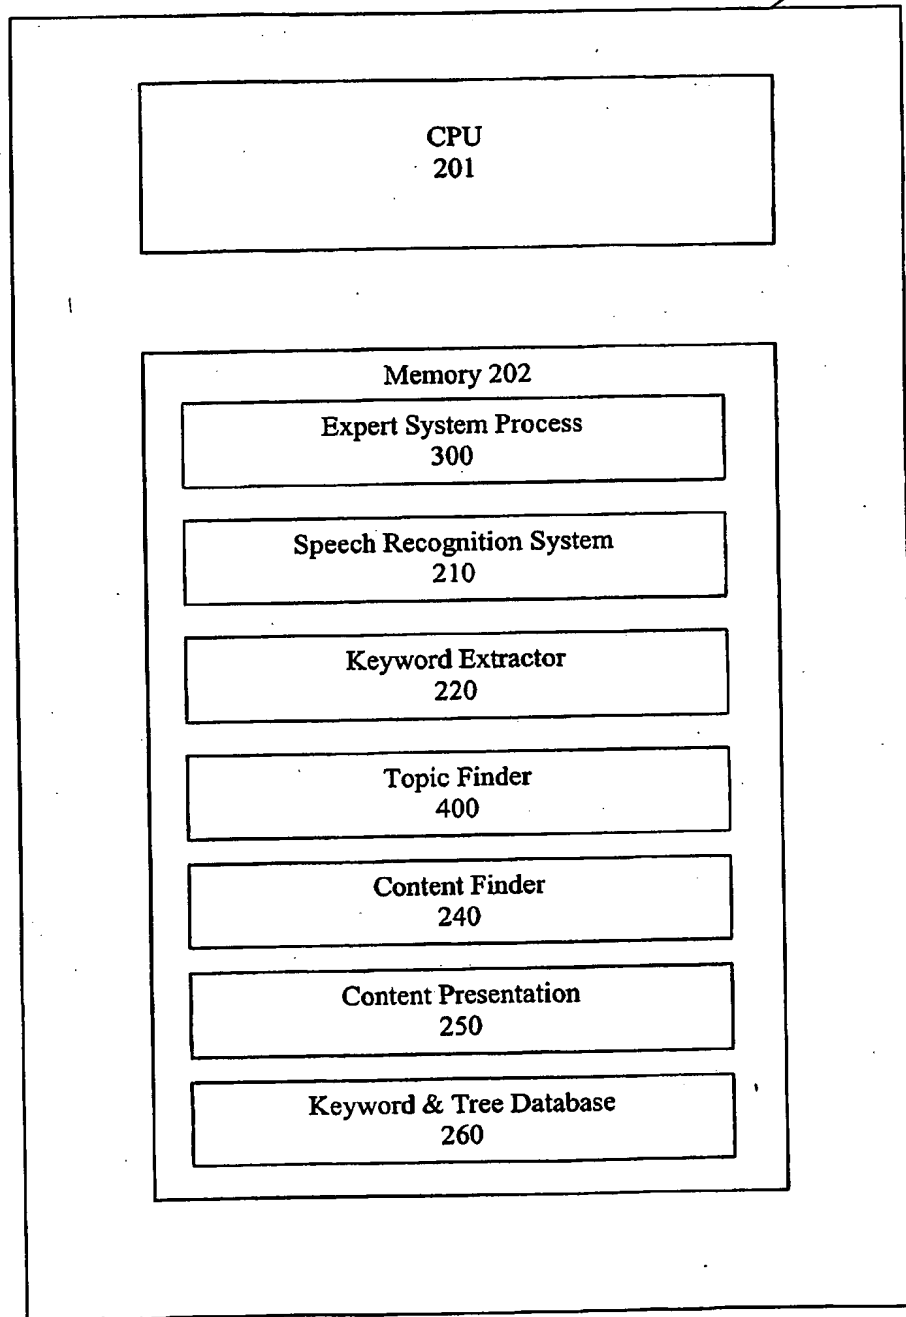 CPU
201
Memory 202
Expert System Process
300
Speech Recognition System
210
Keyword Extractor
220
Topic Finder
400
Content Finder
240
Content Presentation
250
Keyword & Tree Database
260